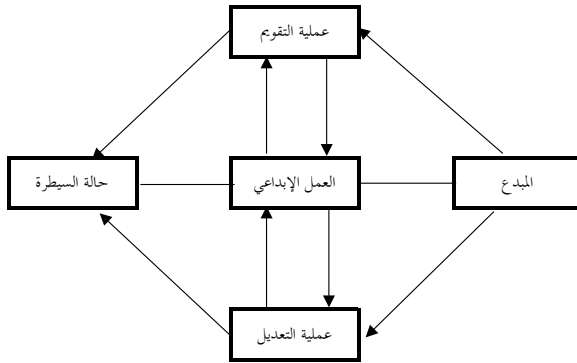 عملية التقويم
المبدع
العمل الإبداعي
حالة السيطرة
عملية التعديل